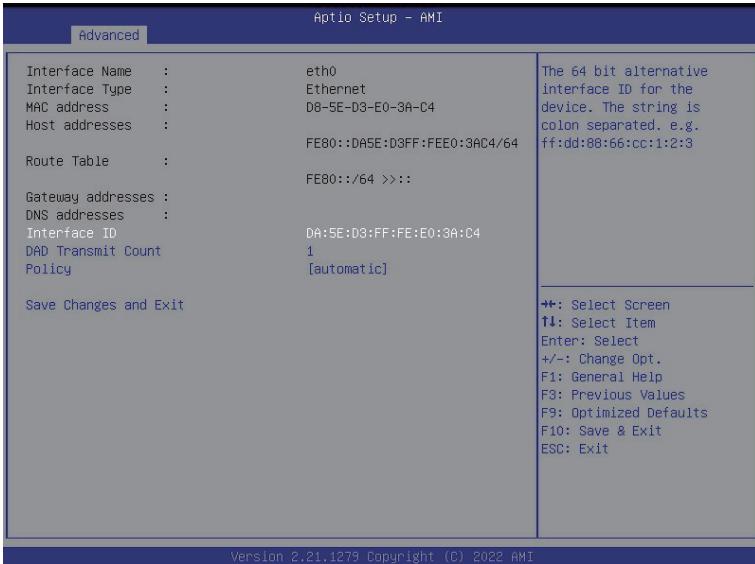 Aptio Setup – AMI
Advanced
Interface Name : eth0
Interface Type : Ethernet
MAC address : D8-5E-D3-E0-3A-C4
Host addresses :
FE80::DA5E:D3FF:FEE0:3AC4/64
Route Table :
FE80::/64 >>::
Gateway addresses :
DNS addresses :
Interface ID DA:5E:D3:FF:FE:E0:3A:C4
DAD Transmit Count 1
Policy [automatic]
Save Changes and Exit
The 64 bit alternative
interface ID for the
device. The string is
colon separated. e.g.
ff:dd:88:66:cc:1:2:3
→←: Select Screen
↑↓: Select Item
Enter: Select
+/-: Change Opt.
F1: General Help
F3: Previous Values
F9: Optimized Defaults
F10: Save & Exit
ESC: Exit
Version 2.21.1279 Copyright (C) 2022 AMI